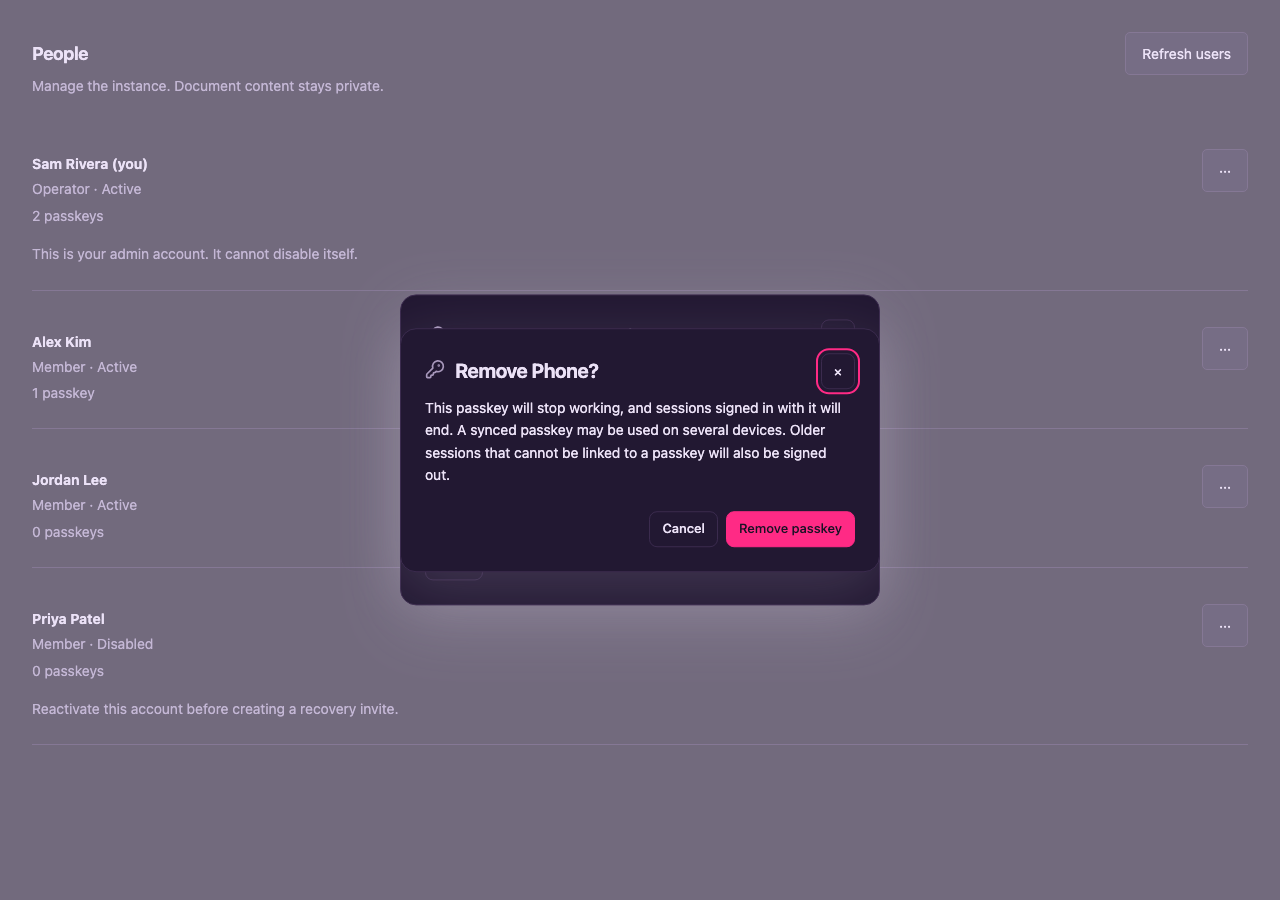 People
Refresh users
Manage the instance. Document content stays private.
Sam Rivera (you)
...
Operator · Active
2 passkeys
This is your admin account. It cannot disable itself.
Alex Kim
...
Member · Active
1 passkey
Remove Phone?
×
This passkey will stop working, and sessions signed in with it will
end. A synced passkey may be used on several devices. Older
sessions that cannot be linked to a passkey will also be signed
out.
Cancel
Remove passkey
Jordan Lee
...
Member · Active
0 passkeys
Priya Patel
...
Member · Disabled
0 passkeys
Reactivate this account before creating a recovery invite.